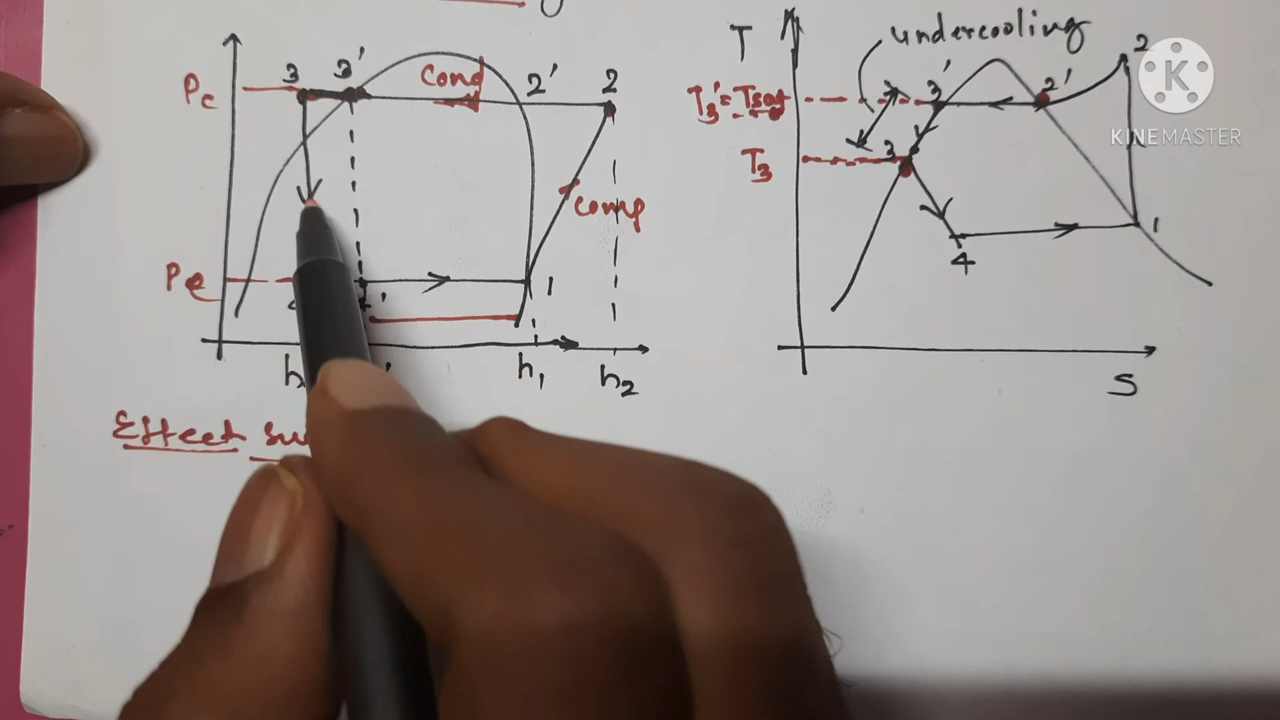 3 3' Cond 2' 2
Pc
Comp
Pe 1
h₁ h₂
Effect
T undercooling
2
T₃'=Tsat 3' 2'
T₃ 3
1
4
S
KINEMASTER